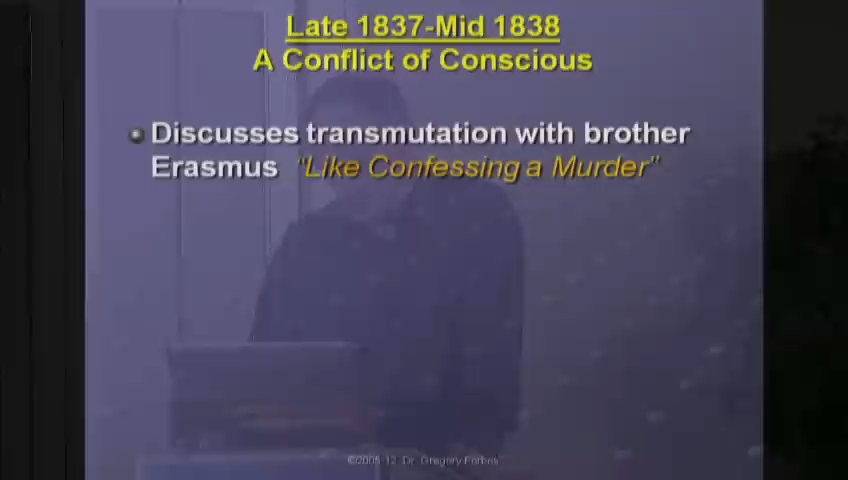 Late 1837-Mid 1838
A Conflict of Conscious
Discusses transmutation with brother
Erasmus "Like Confessing a Murder"
©2005-12 Dr. Gregory Forbes